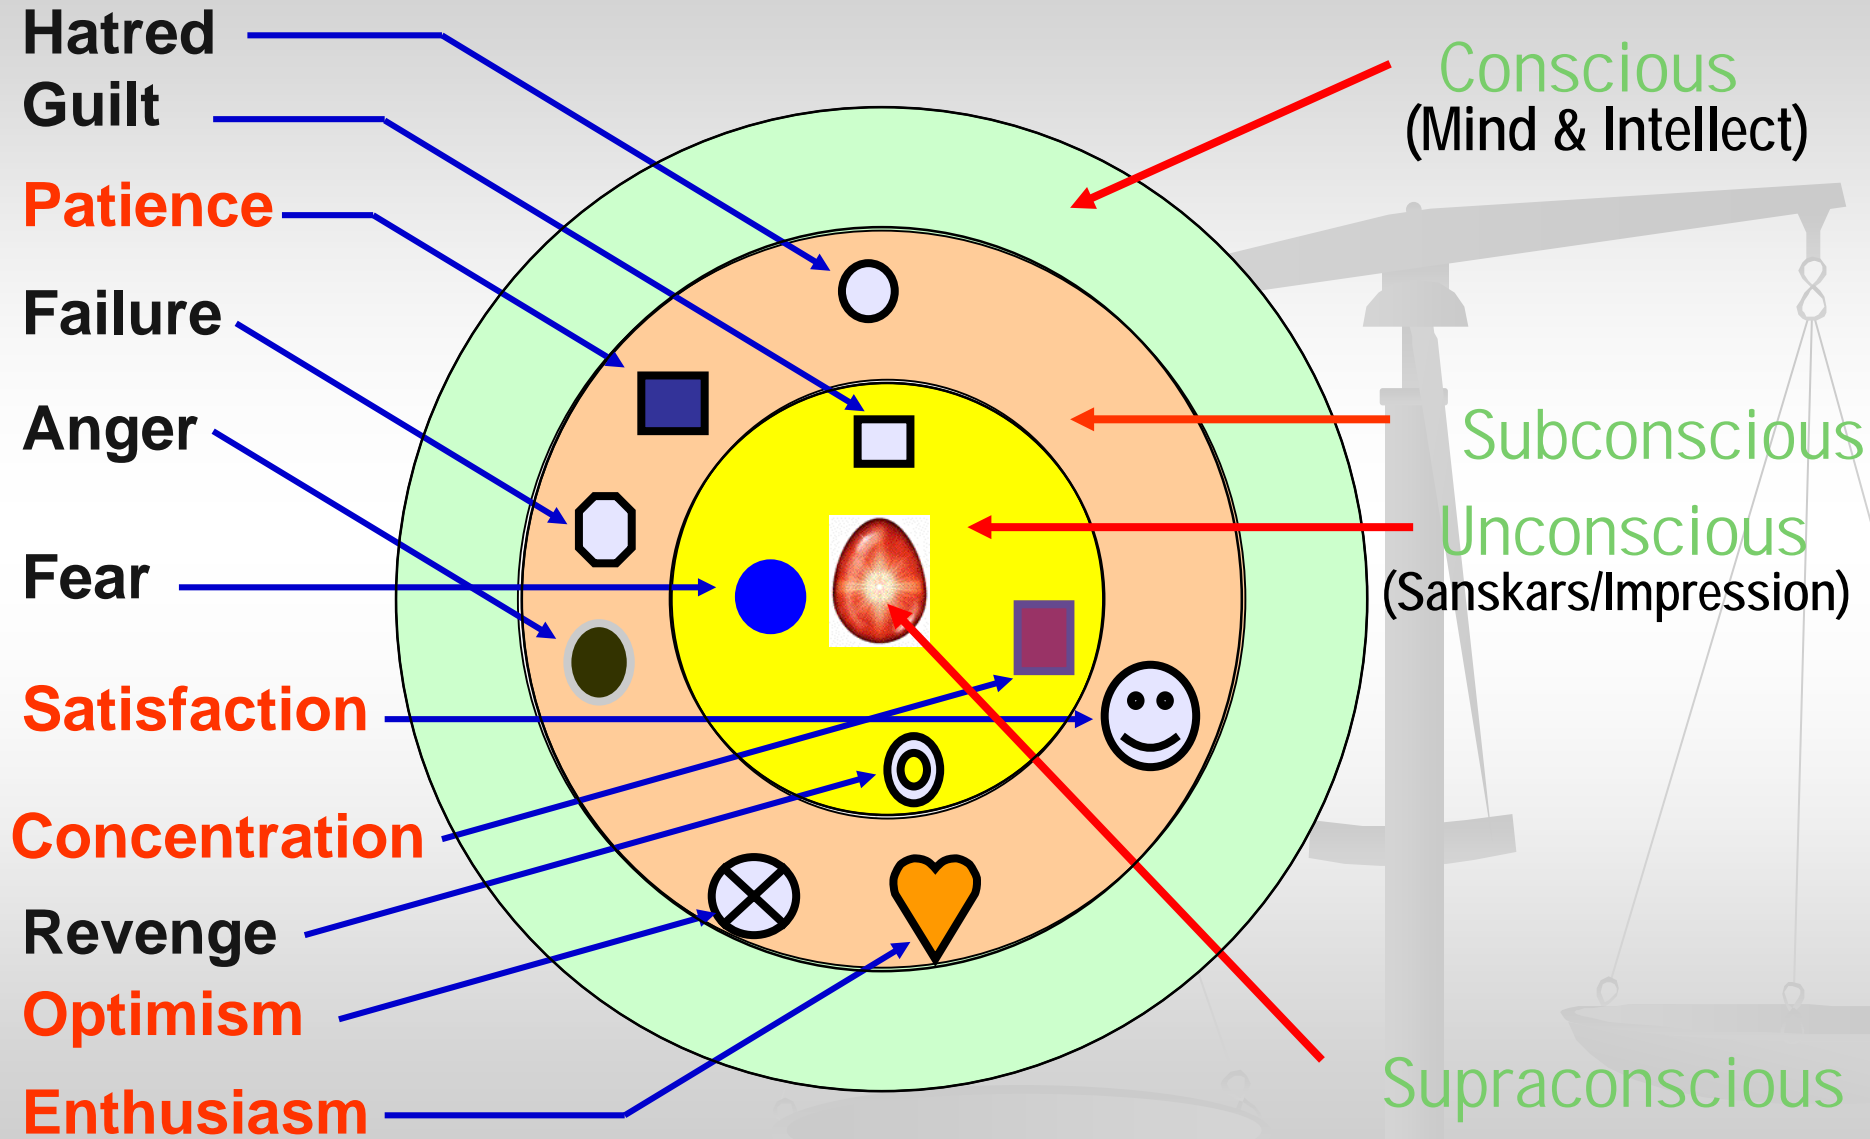 Hatred
Guilt
Patience
Failure
Anger
Fear
Satisfaction
Concentration
Revenge
Optimism
Enthusiasm
Conscious
(Mind & Intellect)
Subconscious
Unconscious
(Sanskars/Impression)
Supraconscious